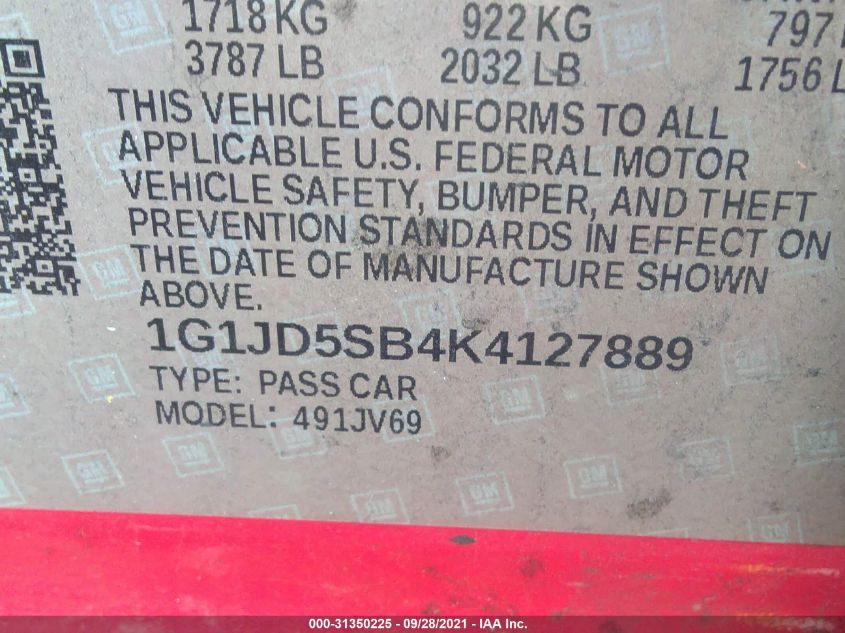 1718 KG 922 KG 797
3787 LB 2032 LB 1756 L
THIS VEHICLE CONFORMS TO ALL
APPLICABLE U.S. FEDERAL MOTOR
VEHICLE SAFETY, BUMPER, AND THEFT
PREVENTION STANDARDS IN EFFECT ON
THE DATE OF MANUFACTURE SHOWN
ABOVE.
1G1JD5SB4K4127889
TYPE: PASS CAR
MODEL: 491JV69
000-31350225 - 09/28/2021 - IAA Inc.